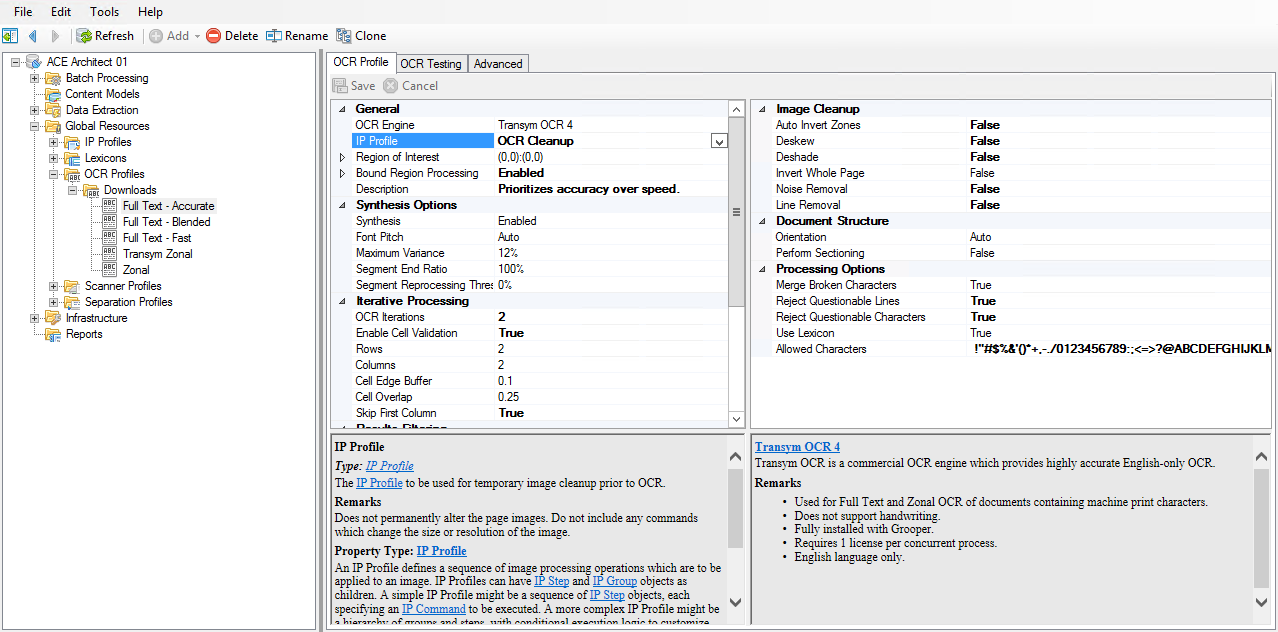 File Edit Tools Help
Refresh Add Delete Rename Clone
ACE Architect 01
Batch Processing
Content Models
Data Extraction
Global Resources
IP Profiles
Lexicons
OCR Profiles
Downloads
Full Text - Accurate
Full Text - Blended
Full Text - Fast
Transym Zonal
Zonal
Scanner Profiles
Separation Profiles
Infrastructure
Reports
OCR Profile OCR Testing Advanced
Save Cancel
General
OCR Engine Transym OCR 4
IP Profile OCR Cleanup
Region of Interest (0,0):(0,0)
Bound Region Processing Enabled
Description Prioritizes accuracy over speed.
Synthesis Options
Synthesis Enabled
Font Pitch Auto
Maximum Variance 12%
Segment End Ratio 100%
Segment Reprocessing Thres 0%
Iterative Processing
OCR Iterations 2
Enable Cell Validation True
Rows 2
Columns 2
Cell Edge Buffer 0.1
Cell Overlap 0.25
Skip First Column True
Results Filtering
Image Cleanup
Auto Invert Zones False
Deskew False
Deshade False
Invert Whole Page False
Noise Removal False
Line Removal False
Document Structure
Orientation Auto
Perform Sectioning False
Processing Options
Merge Broken Characters True
Reject Questionable Lines True
Reject Questionable Characters True
Use Lexicon True
Allowed Characters !"#$%&'()*+,-./0123456789:;<=>?@ABCDEFGHIJKLM
IP Profile
Type: IP Profile
The IP Profile to be used for temporary image cleanup prior to OCR.
Remarks
Does not permanently alter the page images. Do not include any commands
which change the size or resolution of the image.
Property Type: IP Profile
An IP Profile defines a sequence of image processing operations which are to be
applied to an image. IP Profiles can have IP Step and IP Group objects as
children. A simple IP Profile might be a sequence of IP Step objects, each
specifying an IP Command to be executed. A more complex IP Profile might be
a hierarchy of groups and steps, with conditional execution logic to customize
Transym OCR 4
Transym OCR is a commercial OCR engine which provides highly accurate English-only OCR.
Remarks
• Used for Full Text and Zonal OCR of documents containing machine print characters.
• Does not support handwriting.
• Fully installed with Grooper.
• Requires 1 license per concurrent process.
• English language only.